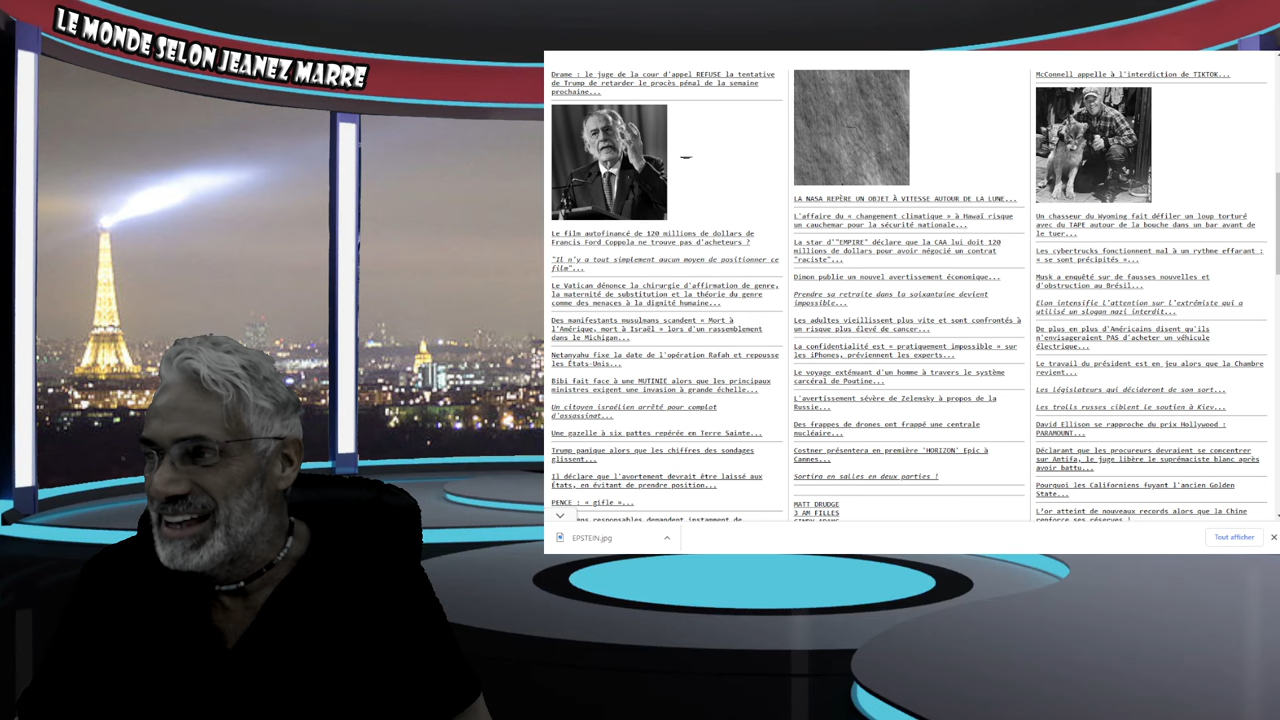 LE MONDE SELON JEANEZ MARRE
Drame : le juge de la cour d'appel REFUSE la tentative
de Trump de retarder le procès pénal de la semaine
prochaine...
Le film autofinancé de 120 millions de dollars de
Francis Ford Coppola ne trouve pas d'acheteurs ?
"Il n'y a tout simplement aucun moyen de positionner ce
film"...
Le Vatican dénonce la chirurgie d'affirmation de genre,
la maternité de substitution et la théorie du genre
comme des menaces à la dignité humaine...
Des manifestants musulmans scandent « Mort à
l'Amérique, mort à Israël » lors d'un rassemblement
dans le Michigan...
Netanyahu fixe la date de l'opération Rafah et repousse
les États-Unis...
Bibi fait face à une MUTINIE alors que les principaux
ministres exigent une invasion à grande échelle...
Un citoyen israélien arrêté pour complot
d'assassinat...
Une gazelle à six pattes repérée en Terre Sainte...
Trump panique alors que les chiffres des sondages
glissent...
Il déclare que l'avortement devrait être laissé aux
États, en évitant de prendre position...
PENCE : « gifle »...
ens responsables demandent instamment de
LA NASA REPÈRE UN OBJET À VITESSE AUTOUR DE LA LUNE...
L'affaire du « changement climatique » à Hawaï risque
un cauchemar pour la sécurité nationale...
La star d'"EMPIRE" déclare que la CAA lui doit 120
millions de dollars pour avoir négocié un contrat
"raciste"...
Dimon publie un nouvel avertissement économique...
Prendre sa retraite dans la soixantaine devient
impossible...
Les adultes vieillissent plus vite et sont confrontés à
un risque plus élevé de cancer...
La confidentialité est « pratiquement impossible » sur
les iPhones, préviennent les experts...
Le voyage exténuant d'un homme à travers le système
carcéral de Poutine...
L'avertissement sévère de Zelensky à propos de la
Russie...
Des frappes de drones ont frappé une centrale
nucléaire...
Costner présentera en première 'HORIZON' Epic à
Cannes...
Sortira en salles en deux parties !
MATT DRUDGE
3 AM FILLES
CINDY ADAMS
McConnell appelle à l'interdiction de TIKTOK...
Un chasseur du Wyoming fait défiler un loup torturé
avec du TAPE autour de la bouche dans un bar avant de
le tuer...
Les cybertrucks fonctionnent mal à un rythme effarant :
« se sont précipités »...
Musk a enquêté sur de fausses nouvelles et
d'obstruction au Brésil...
Elon intensifie l'attention sur l'extrémiste qui a
utilisé un slogan nazi interdit...
De plus en plus d'Américains disent qu'ils
n'envisageraient PAS d'acheter un véhicule
électrique...
Le travail du président est en jeu alors que la Chambre
revient...
Les législateurs qui décideront de son sort...
Les trolls russes ciblent le soutien à Kiev...
David Ellison se rapproche du prix Hollywood :
PARAMOUNT...
Déclarant que les procureurs devraient se concentrer
sur Antifa, le juge libère le suprémaciste blanc après
avoir battu...
Pourquoi les Californiens fuyant l'ancien Golden
State...
L'or atteint de nouveaux records alors que la Chine
renforce ses réserves !
EPSTEIN.jpg
Tout afficher